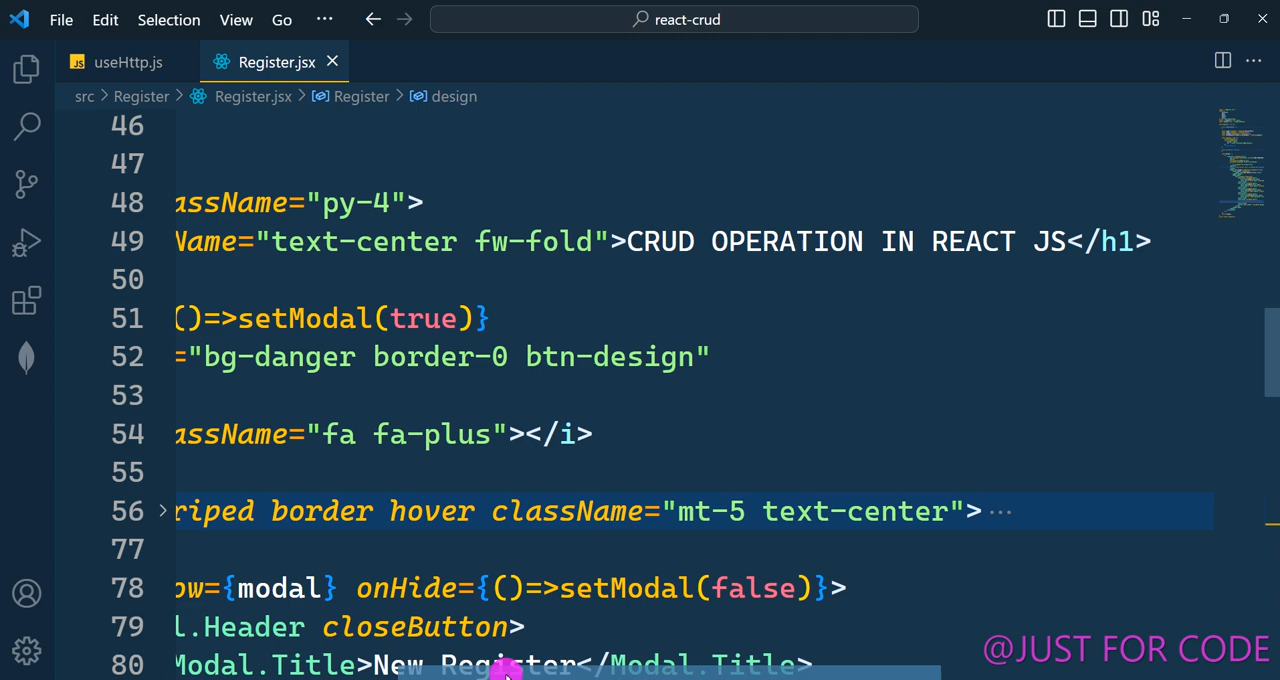 File Edit Selection View Go ··· react-crud
JS useHttp.js Register.jsx
src > Register > Register.jsx > Register > design
46
47
48 assName="py-4">
49 Name="text-center fw-fold">CRUD OPERATION IN REACT JS</h1>
50
51 ()=>setModal(true)}
52 ="bg-danger border-0 btn-design"
53
54 assName="fa fa-plus"></i>
55
56 riped border hover className="mt-5 text-center">···
77
78 ow={modal} onHide={()=>setModal(false)}>
79 l.Header closeButton>
80 Modal.Title>New Register</Modal.Title>
@JUST FOR CODE